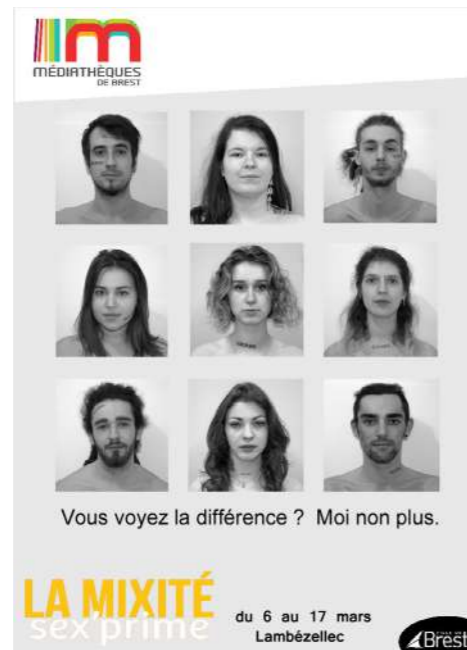 MÉDIATHÈQUES
DE BREST
Vous voyez la différence ? Moi non plus.
LA MIXITÉ
sex'prime
du 6 au 17 mars
Lambézellec
Brest